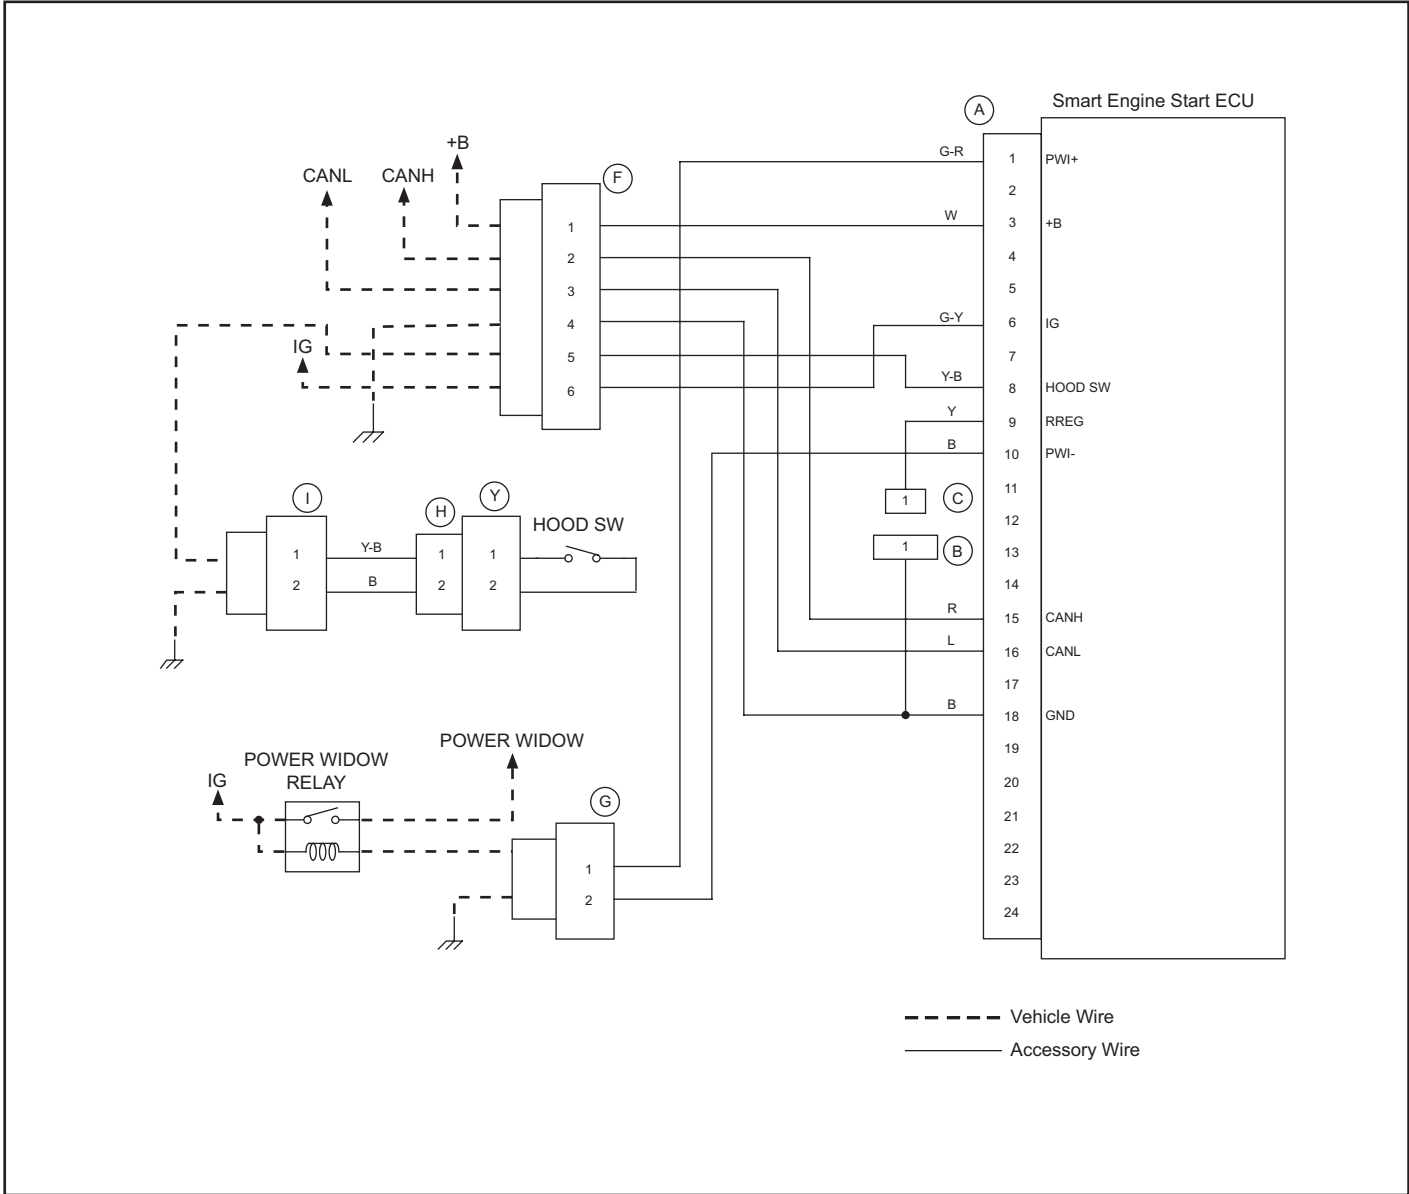 Smart Engine Start ECU
A
+B
CANL
CANH
F
G-R 1 PWI+
2
W 3 +B
4
5
G-Y 6 IG
7
Y-B 8 HOOD SW
Y 9 RREG
B 10 PWI-
11
12
13
14
R 15 CANH
L 16 CANL
17
B 18 GND
19
20
21
22
23
24
1
2
3
4
5
6
IG
1 C
1 B
I
H
Y
HOOD SW
1 Y-B 1 1
2 B 2 2
POWER WIDOW
POWER WIDOW
RELAY
IG
G
1
2
Vehicle Wire
Accessory Wire